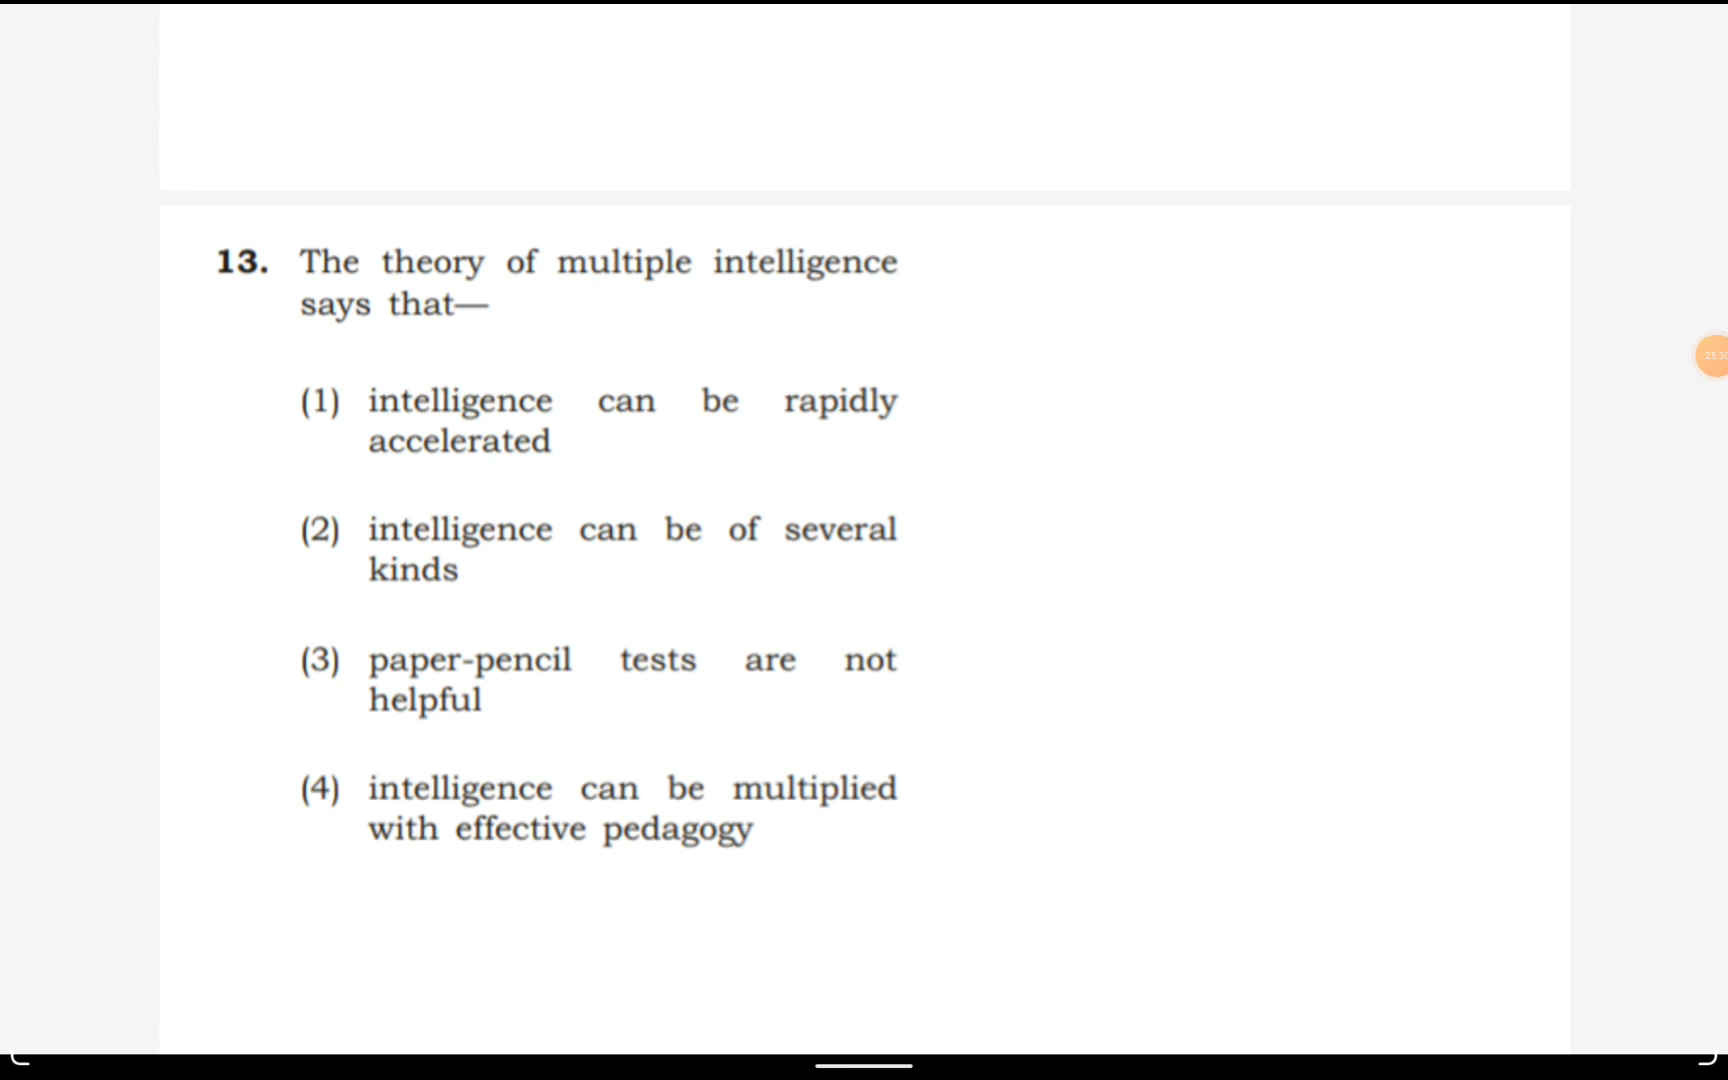 13. The theory of multiple intelligence
says that—
(1) intelligence can be rapidly
accelerated
(2) intelligence can be of several
kinds
(3) paper-pencil tests are not
helpful
(4) intelligence can be multiplied
with effective pedagogy